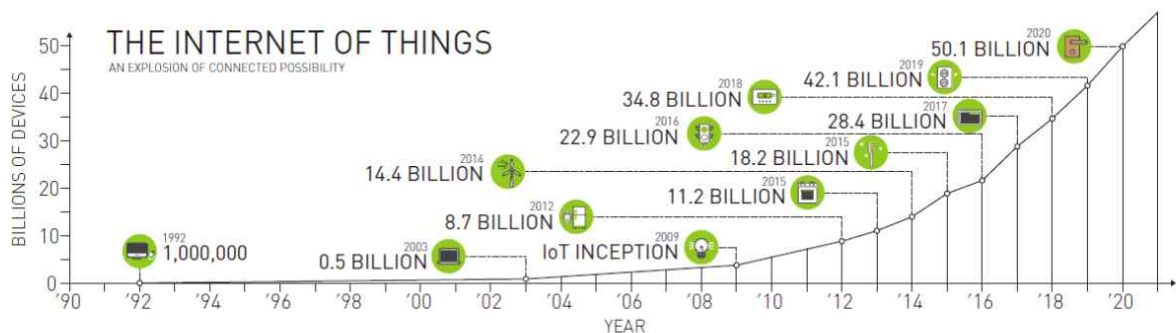 THE INTERNET OF THINGS
AN EXPLOSION OF CONNECTED POSSIBILITY
BILLIONS OF DEVICES
50
40
30
20
10
0
1992
1,000,000
2003
0.5 BILLION
2009
IoT INCEPTION
2012
8.7 BILLION
2015
11.2 BILLION
2014
14.4 BILLION
2015
18.2 BILLION
2016
22.9 BILLION
2017
28.4 BILLION
2018
34.8 BILLION
2019
42.1 BILLION
2020
50.1 BILLION
'90 '92 '94 '96 '98 '00 '02 '04 '06 '08 '10 '12 '14 '16 '18 '20
YEAR